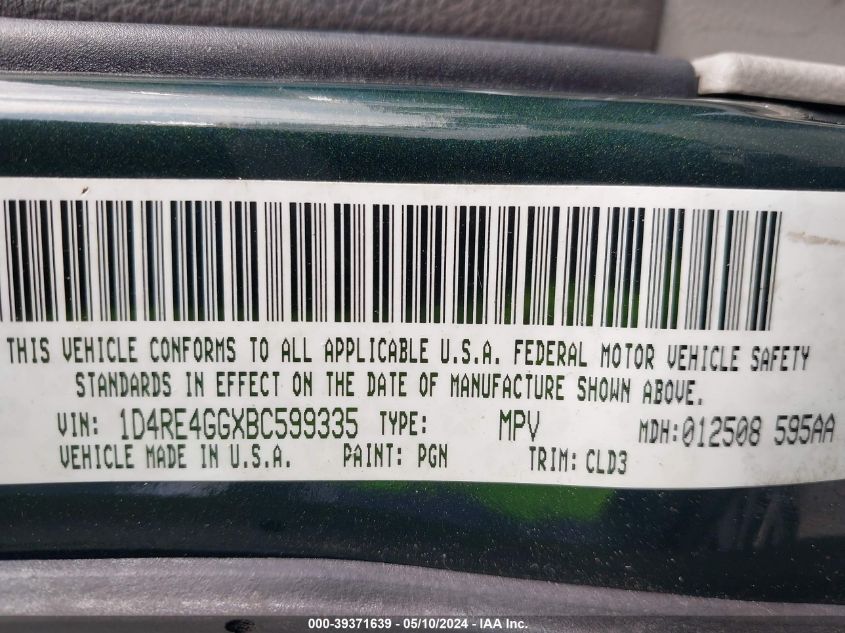 THIS VEHICLE CONFORMS TO ALL APPLICABLE U.S.A. FEDERAL MOTOR VEHICLE SAFETY
STANDARDS IN EFFECT ON THE DATE OF MANUFACTURE SHOWN ABOVE.
VIN: 1D4RE4GGXBC599335 TYPE: MPV MDH:012508 595AA
VEHICLE MADE IN U.S.A. PAINT: PGN TRIM: CLD3
000-39371639 - 05/10/2024 - IAA Inc.